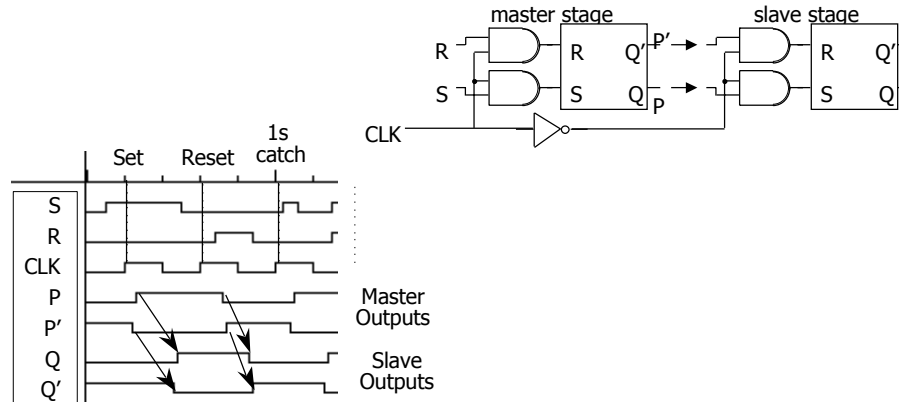 master stage
slave stage
R
R
Q'
P'
R
Q'
S
S
Q
P
S
Q
CLK
Set
Reset
1s
catch
S
R
CLK
P
P'
Q
Q'
Master
Outputs
Slave
Outputs